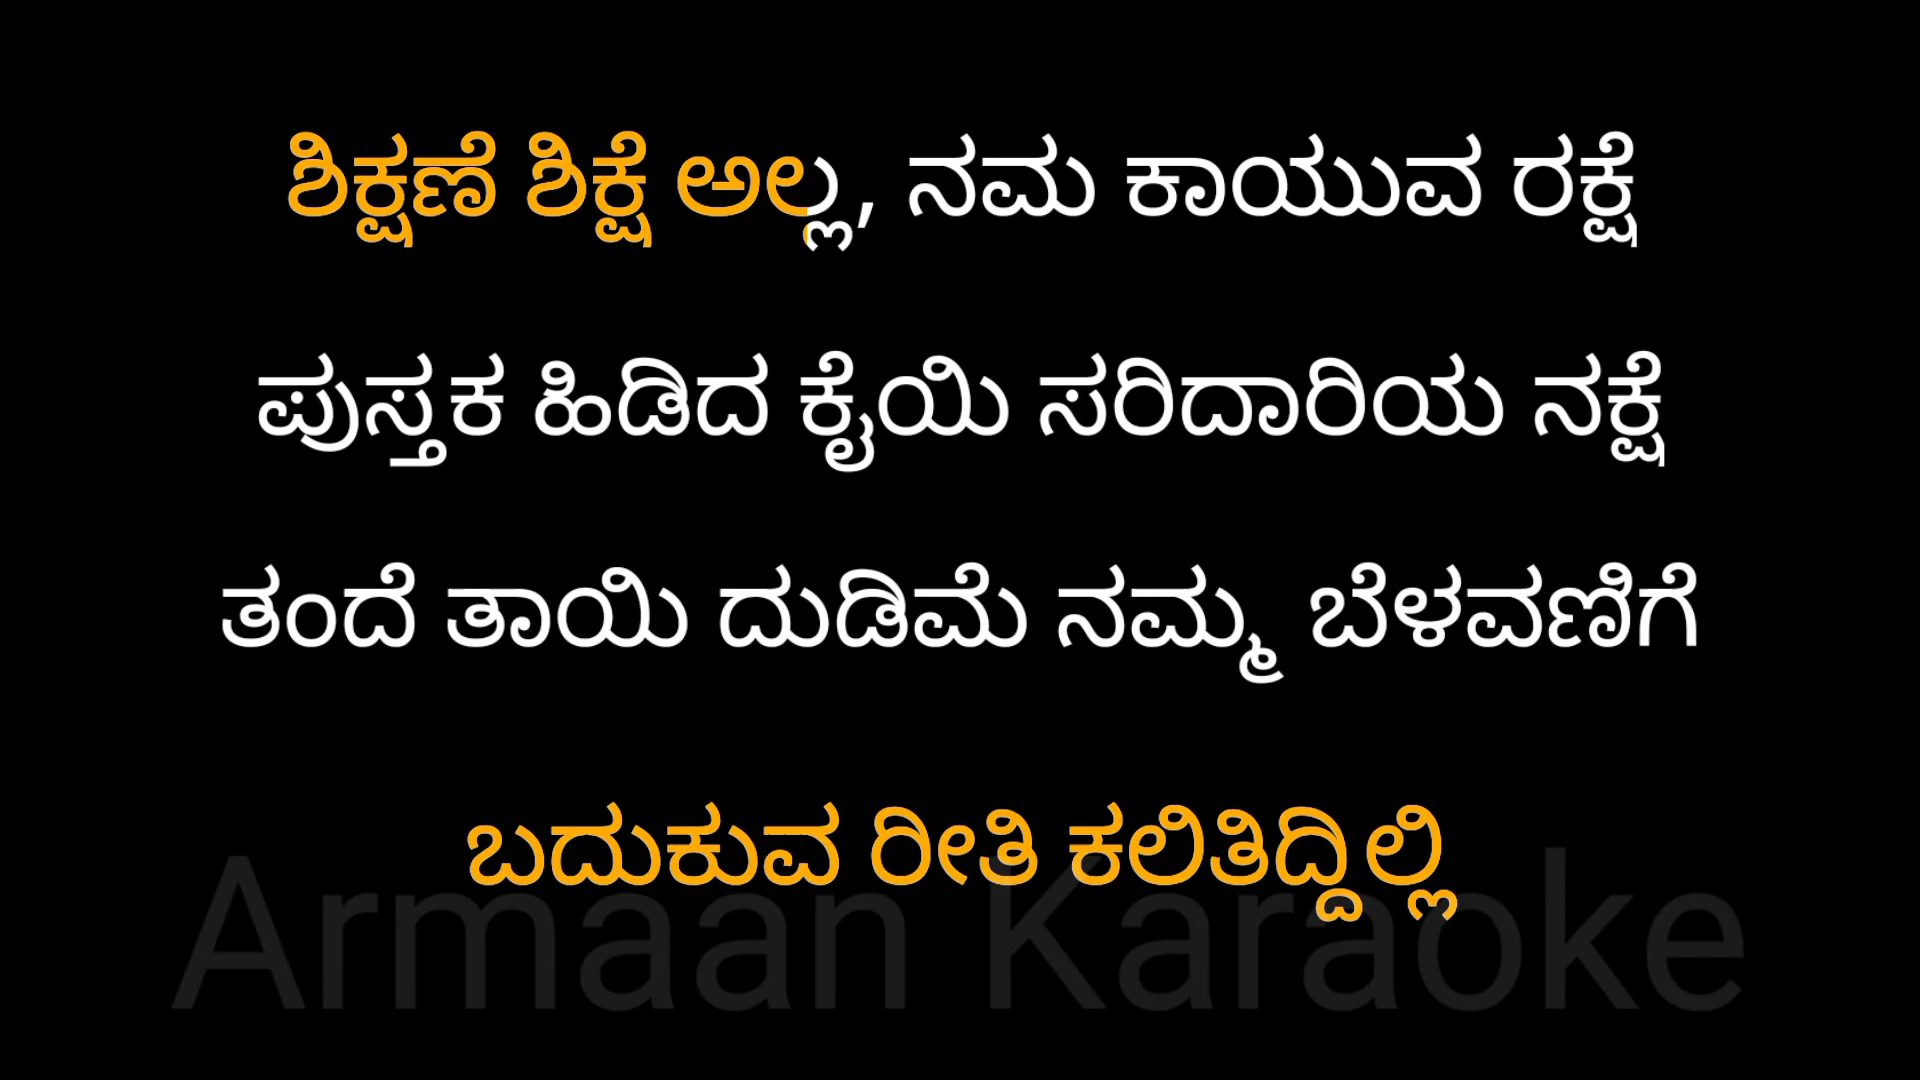 ಶಿಕ್ಷಣೆ ಶಿಕ್ಷೆ ಅಲ್ಲ, ನಮ ಕಾಯುವ ರಕ್ಷೆ
ಪುಸ್ತಕ ಹಿಡಿದ ಕೈಯಿ ಸರಿದಾರಿಯ ನಕ್ಷೆ
ತಂದೆ ತಾಯಿ ದುಡಿಮೆ ನಮ್ಮ ಬೆಳವಣಿಗೆ
ಬದುಕುವ ರೀತಿ ಕಲಿತಿದ್ದಿಲ್ಲಿ
Armaan Karaoke